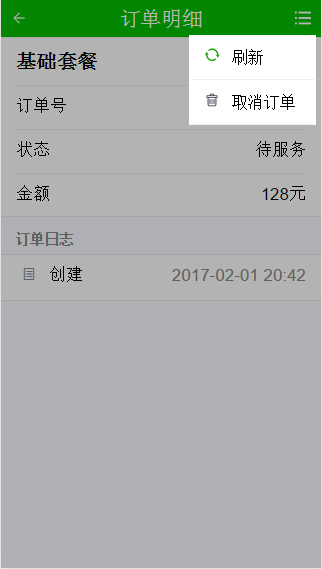 订单明细
基础套餐
刷新
订单号
取消订单
状态 待服务
金额 128元
订单日志
创建 2017-02-01 20:42